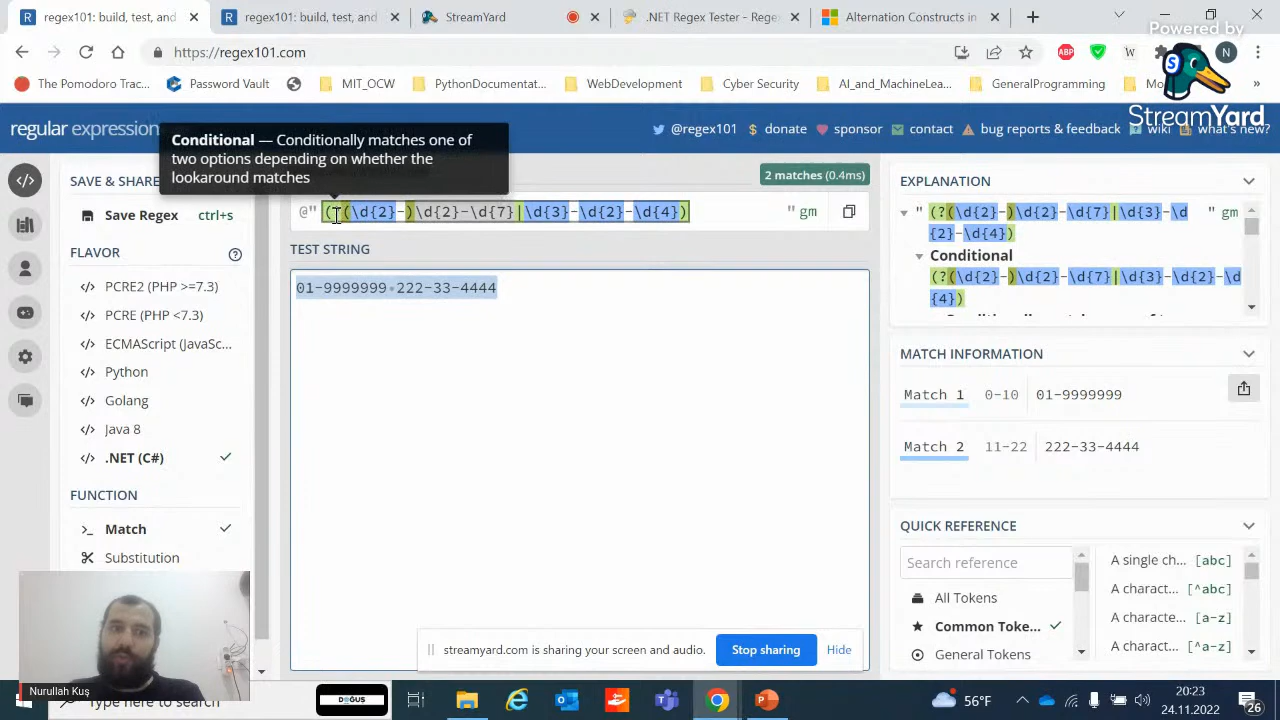 regex101: build, test, and
regex101: build, test, and
StreamYard
.NET Regex Tester - Rege
Alternation Constructs in
Powered by
StreamYard
https://regex101.com
ABP
W
N
The Pomodoro Trac...
Password Vault
MIT_OCW
PythonDocumentati...
WebDevelopment
Cyber Security
AI_and_MachineLea...
GeneralProgramming
»
regular expressions
@regex101
donate
sponsor
contact
bug reports & feedback
wiki
what's new?
Conditional — Conditionally matches one of
two options depending on whether the
lookaround matches
SAVE & SHARE
Save Regex ctrl+s
FLAVOR
PCRE2 (PHP >=7.3)
PCRE (PHP <7.3)
ECMAScript (JavaSc...
Python
Golang
Java 8
.NET (C#)
FUNCTION
Match
Substitution
2 matches (0.4ms)
@" (?(\d{2}-)\d{2}-\d{7}|\d{3}-\d{2}-\d{4}) " gm
TEST STRING
01-9999999·222-33-4444
EXPLANATION
" (?(\d{2}-)\d{2}-\d{7}|\d{3}-\d " gm
{2}-\d{4})
Conditional
(?(\d{2}-)\d{2}-\d{7}|\d{3}-\d{2}-\d
{4})
MATCH INFORMATION
Match 1 0-10 01-9999999
Match 2 11-22 222-33-4444
QUICK REFERENCE
Search reference
All Tokens
Common Toke...
General Tokens
A single ch... [abc]
A charact... [^abc]
A characte... [a-z]
A charact... [^a-z]
streamyard.com is sharing your screen and audio.
Stop sharing
Hide
Nurullah Kuş
Type here to search
DOĞUŞ
56°F
20:23
24.11.2022
26